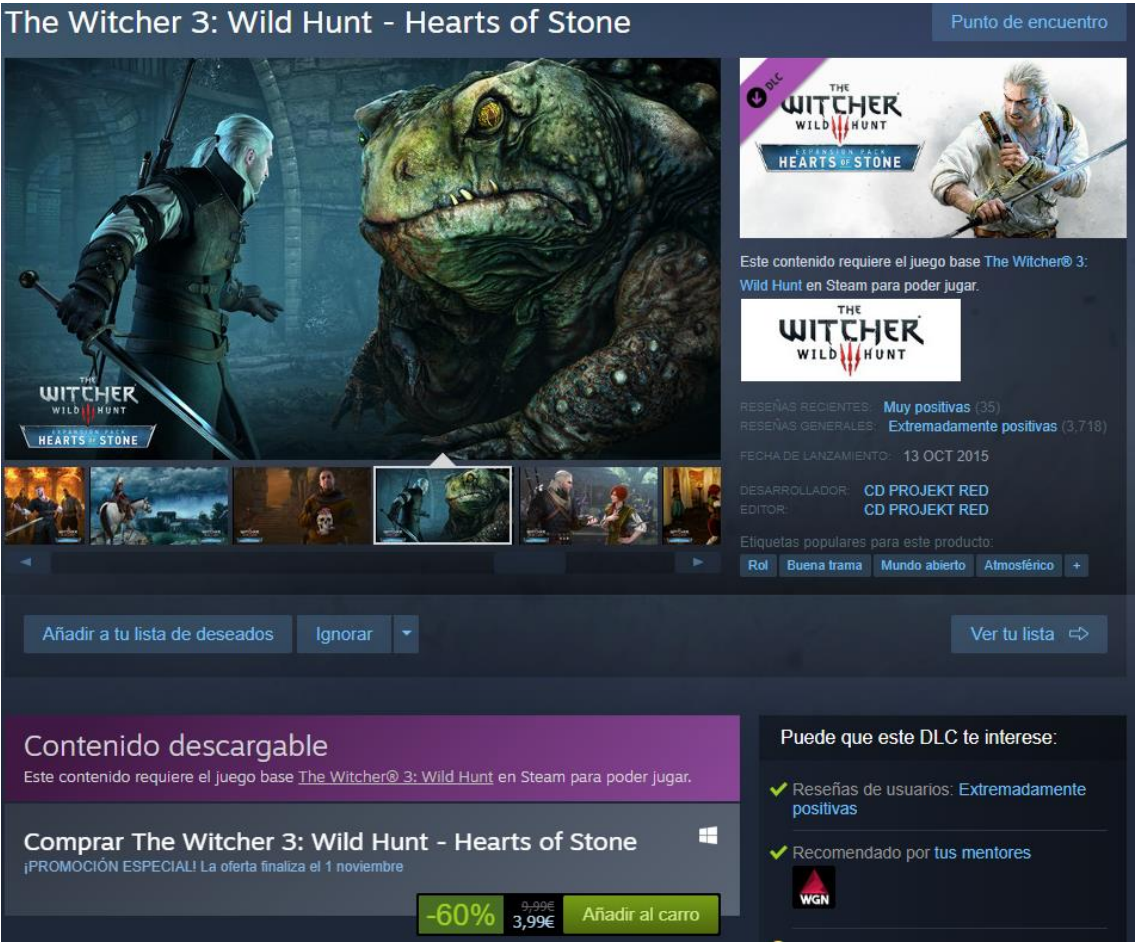 The Witcher 3: Wild Hunt - Hearts of Stone
Punto de encuentro
THE
WITCHER
WILD HUNT
EXPANSION PACK
HEARTS OF STONE
DLC
THE
WITCHER
WILD HUNT
EXPANSION PACK
HEARTS OF STONE
Este contenido requiere el juego base The Witcher® 3:
Wild Hunt en Steam para poder jugar.
THE
WITCHER
WILD HUNT
RESEÑAS RECIENTES: Muy positivas (35)
RESEÑAS GENERALES: Extremadamente positivas (3,718)
FECHA DE LANZAMIENTO: 13 OCT 2015
DESARROLLADOR: CD PROJEKT RED
EDITOR: CD PROJEKT RED
Etiquetas populares para este producto:
Rol Buena trama Mundo abierto Atmosférico +
Añadir a tu lista de deseados Ignorar
Ver tu lista
Contenido descargable
Este contenido requiere el juego base The Witcher® 3: Wild Hunt en Steam para poder jugar.
Comprar The Witcher 3: Wild Hunt - Hearts of Stone
¡PROMOCIÓN ESPECIAL! La oferta finaliza el 1 noviembre
-60%
9,99€
3,99€
Añadir al carro
Puede que este DLC te interese:
Reseñas de usuarios: Extremadamente
positivas
Recomendado por tus mentores
WGN